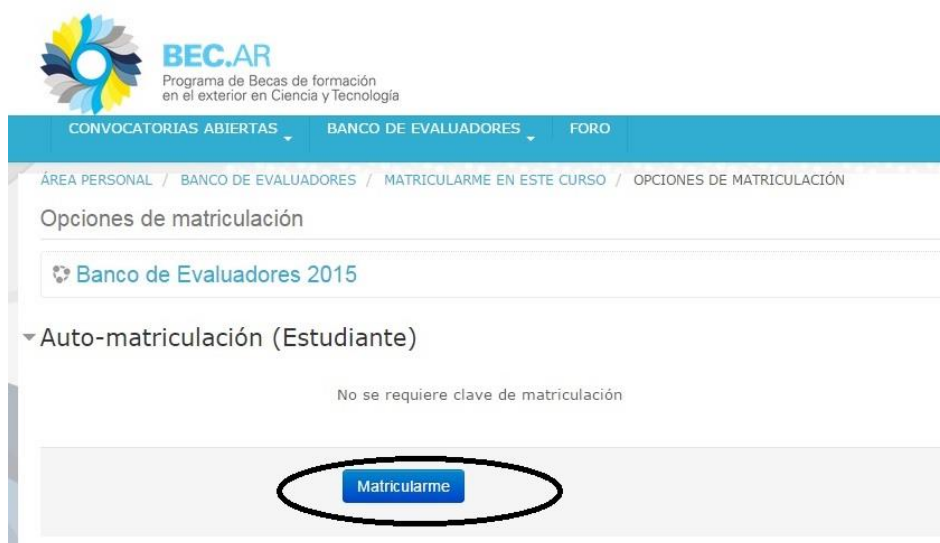 BEC.AR
Programa de Becas de formación
en el exterior en Ciencia y Tecnología
CONVOCATORIAS ABIERTAS BANCO DE EVALUADORES FORO
ÁREA PERSONAL / BANCO DE EVALUADORES / MATRICULARME EN ESTE CURSO / OPCIONES DE MATRICULACIÓN
Opciones de matriculación
Banco de Evaluadores 2015
Auto-matriculación (Estudiante)
No se requiere clave de matriculación
Matricularme